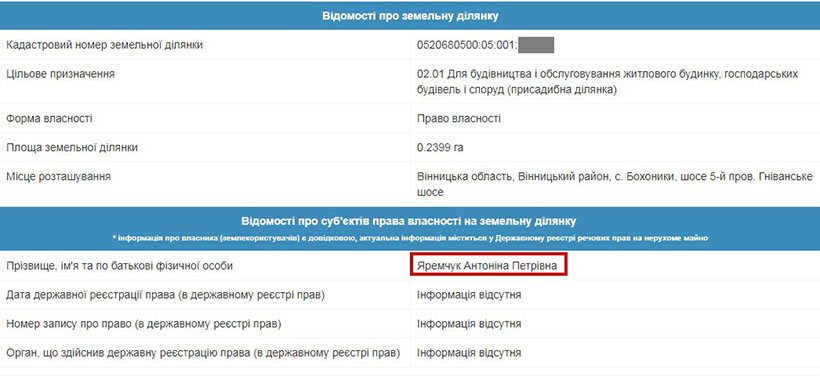 Відомості про земельну ділянку
Кадастровий номер земельної ділянки 0520680500:05:001:
Цільове призначення 02.01 Для будівництва і обслуговування житлового будинку, господарських
будівель і споруд (присадибна ділянка)
Форма власності Право власності
Площа земельної ділянки 0.2399 га
Місце розташування Вінницька область, Вінницький район, с. Бохоники, шосе 5-й пров. Гніванське
шосе
Відомості про суб'єктів права власності на земельну ділянку
* інформація про власника (землекористувачів) є довідковою, актуальна інформація міститься у Державному реєстрі речових прав на нерухоме майно
Прізвище, ім'я та по батькові фізичної особи Яремчук Антоніна Петрівна
Дата державної реєстрації права (в державному реєстрі прав) Інформація відсутня
Номер запису про право (в державному реєстрі прав) Інформація відсутня
Орган, що здійснив державну реєстрацію права (в державному реєстрі прав) Інформація відсутня